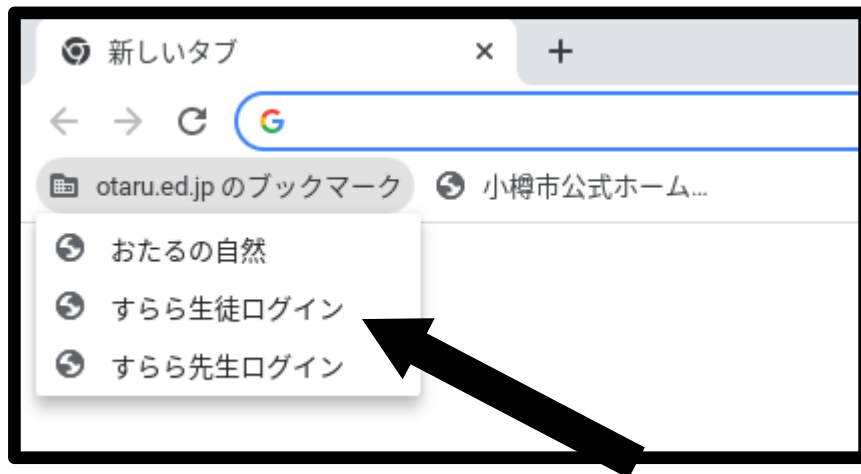 新しいタブ
otaru.ed.jp のブックマーク 小樽市公式ホーム...
おたるの自然
すらら生徒ログイン
すらら先生ログイン